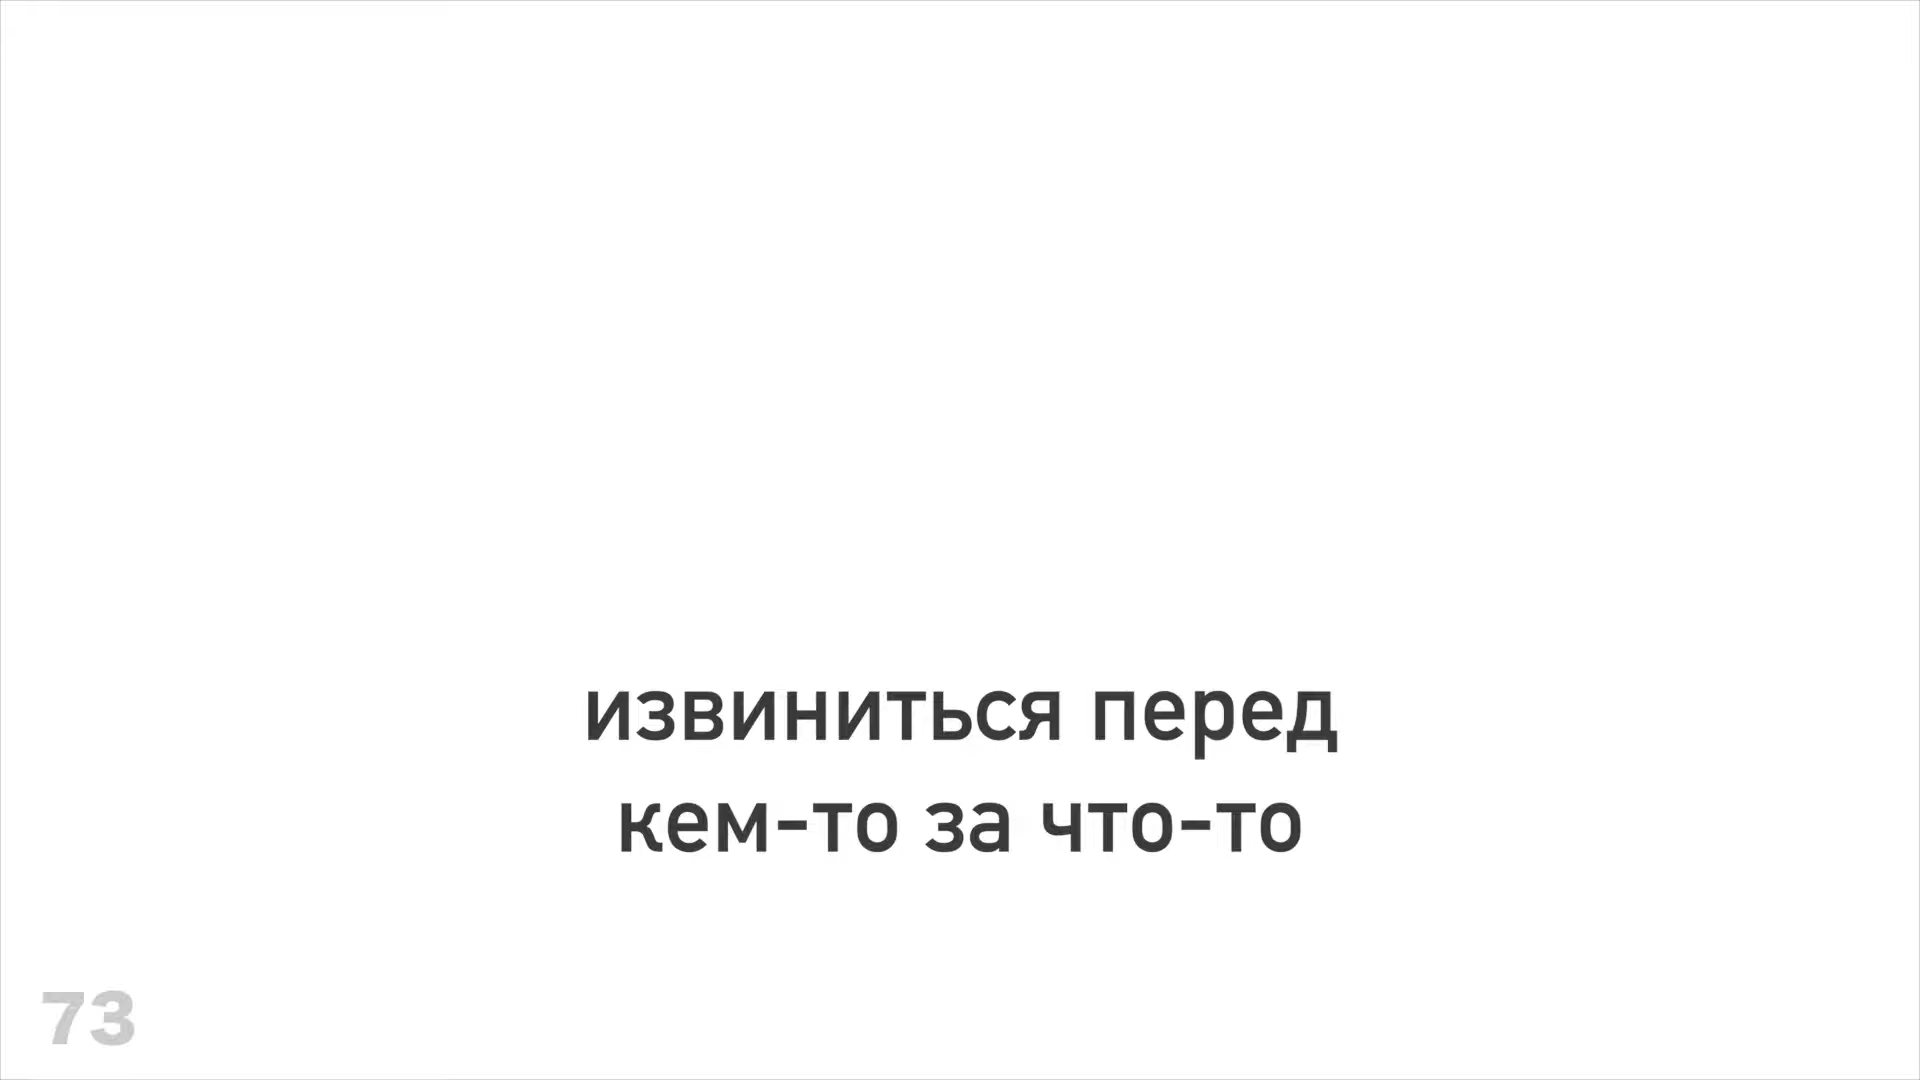 извиниться перед
кем-то за что-то
73